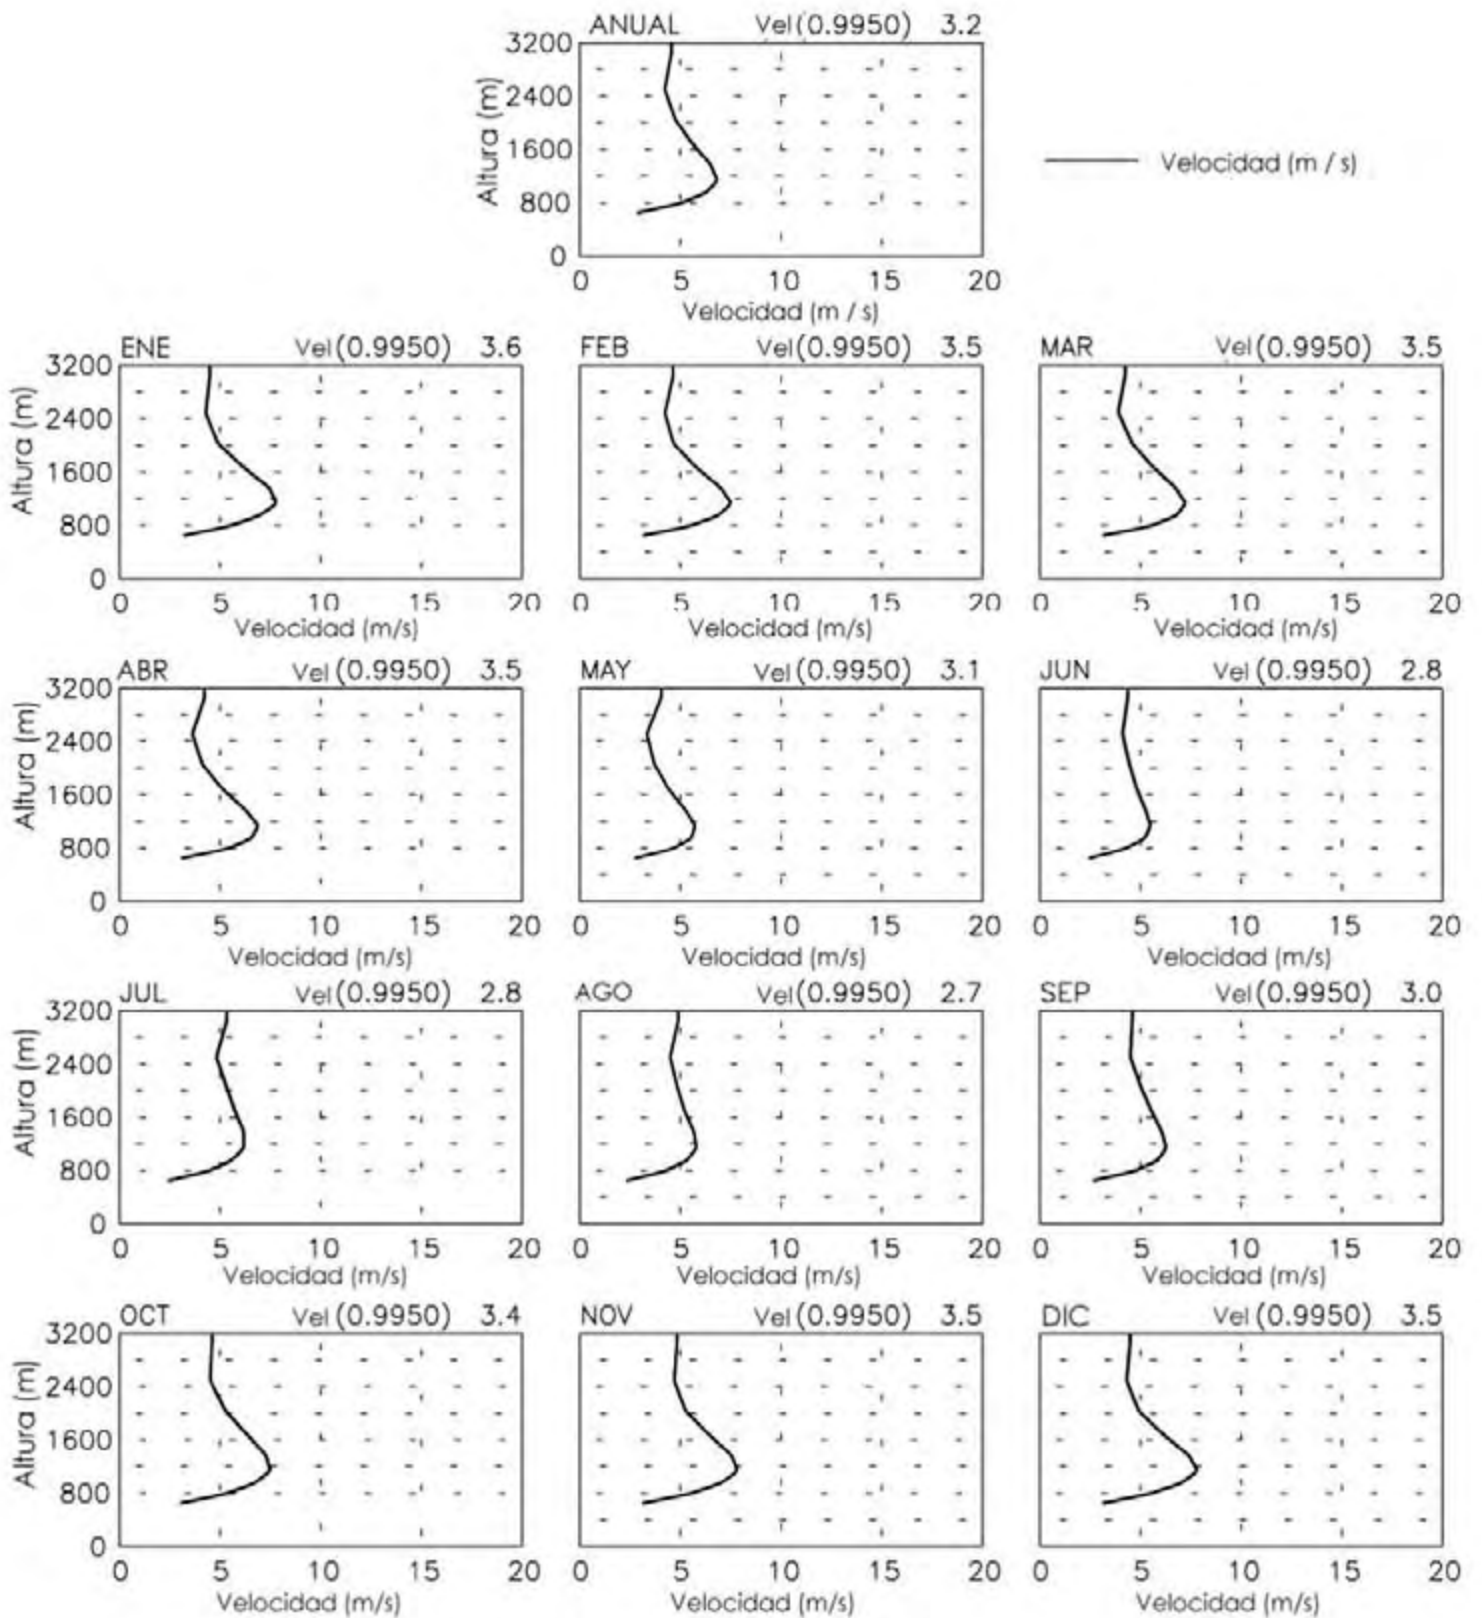 ANUAL Vel(0.9950) 3.2
3200
2400
1600
800
0
Altura (m)
0 5 10 15 20
Velocidad (m / s)
Velocidad (m / s)
ENE Vel(0.9950) 3.6
3200
2400
1600
800
0
Altura (m)
0 5 10 15 20
Velocidad (m/s)
FEB Vel(0.9950) 3.5
0 5 10 15 20
Velocidad (m/s)
MAR Vel(0.9950) 3.5
0 5 10 15 20
Velocidad (m/s)
ABR Vel(0.9950) 3.5
3200
2400
1600
800
0
Altura (m)
0 5 10 15 20
Velocidad (m/s)
MAY Vel(0.9950) 3.1
0 5 10 15 20
Velocidad (m/s)
JUN Vel(0.9950) 2.8
0 5 10 15 20
Velocidad (m/s)
JUL Vel(0.9950) 2.8
3200
2400
1600
800
0
Altura (m)
0 5 10 15 20
Velocidad (m/s)
AGO Vel(0.9950) 2.7
0 5 10 15 20
Velocidad (m/s)
SEP Vel(0.9950) 3.0
0 5 10 15 20
Velocidad (m/s)
OCT Vel(0.9950) 3.4
3200
2400
1600
800
0
Altura (m)
0 5 10 15 20
Velocidad (m/s)
NOV Vel(0.9950) 3.5
0 5 10 15 20
Velocidad (m/s)
DIC Vel(0.9950) 3.5
0 5 10 15 20
Velocidad (m/s)